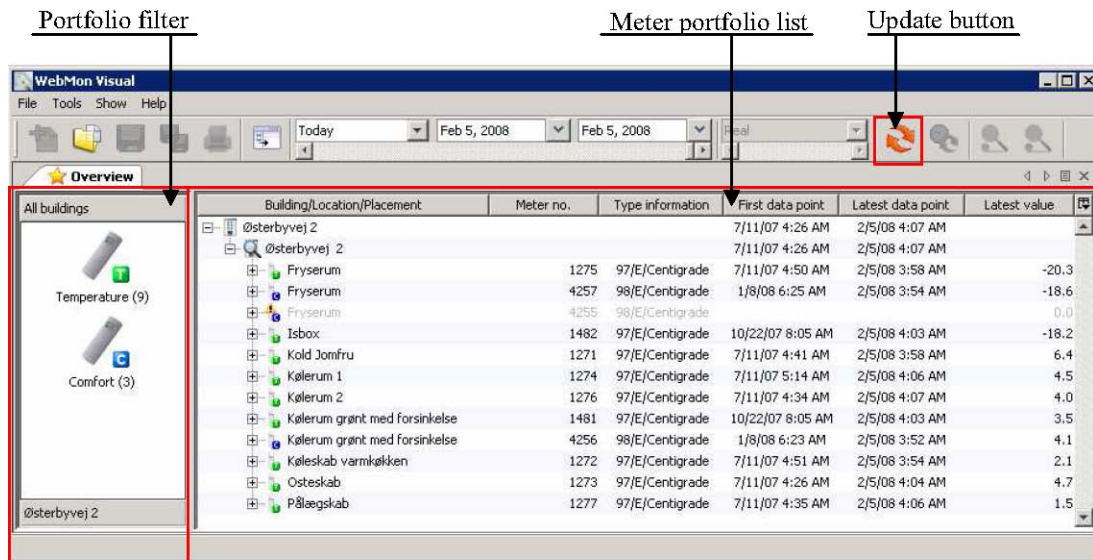 Portfolio filter Meter portfolio list Update button
WebMon Visual
File Tools Show Help
Today Feb 5, 2008 Feb 5, 2008 Real
Overview
All buildings Building/Location/Placement Meter no. Type information First data point Latest data point Latest value
Østerbyvej 2 7/11/07 4:26 AM 2/5/08 4:07 AM
Østerbyvej 2 7/11/07 4:26 AM 2/5/08 4:07 AM
T Fryserum 1275 97/E/Centigrade 7/11/07 4:50 AM 2/5/08 3:58 AM -20.3
Temperature (9) Fryserum 4257 98/E/Centigrade 1/8/08 6:25 AM 2/5/08 3:54 AM -18.6
Fryserum 4255 98/E/Centigrade 0.0
Isbox 1482 97/E/Centigrade 10/22/07 8:05 AM 2/5/08 4:03 AM -18.2
C Kold Jomfru 1271 97/E/Centigrade 7/11/07 4:41 AM 2/5/08 3:58 AM 6.4
Comfort (3) Kølerum 1 1274 97/E/Centigrade 7/11/07 5:14 AM 2/5/08 4:06 AM 4.5
Kølerum 2 1276 97/E/Centigrade 7/11/07 4:34 AM 2/5/08 4:07 AM 4.0
Kølerum grønt med forsinkelse 1481 97/E/Centigrade 10/22/07 8:05 AM 2/5/08 4:03 AM 3.5
Kølerum grønt med forsinkelse 4256 98/E/Centigrade 1/8/08 6:23 AM 2/5/08 3:52 AM 4.1
Køleskab varmkøkken 1272 97/E/Centigrade 7/11/07 4:51 AM 2/5/08 3:54 AM 2.1
Osteskab 1273 97/E/Centigrade 7/11/07 4:26 AM 2/5/08 4:04 AM 4.7
Østerbyvej 2 Pålægskab 1277 97/E/Centigrade 7/11/07 4:35 AM 2/5/08 4:06 AM 1.5